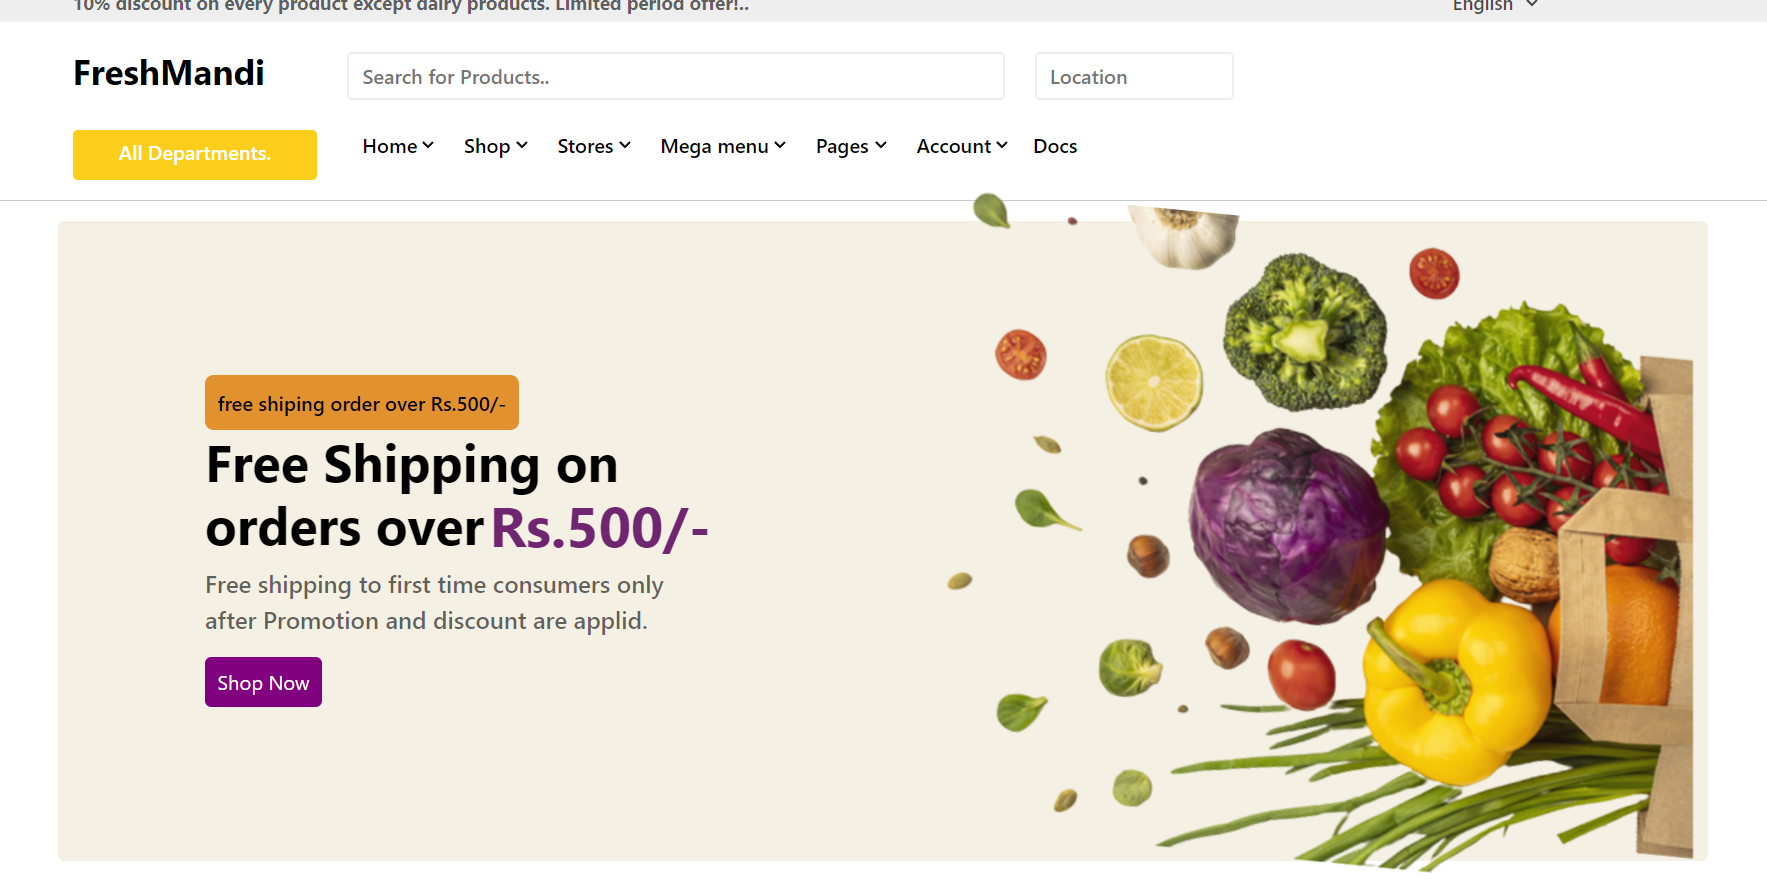 10% discount on every product except dairy products. Limited period offer!..
English
FreshMandi
Search for Products..
Location
All Departments.
Home
Shop
Stores
Mega menu
Pages
Account
Docs
free shiping order over Rs.500/-
Free Shipping on
orders over Rs.500/-
Free shipping to first time consumers only
after Promotion and discount are applid.
Shop Now